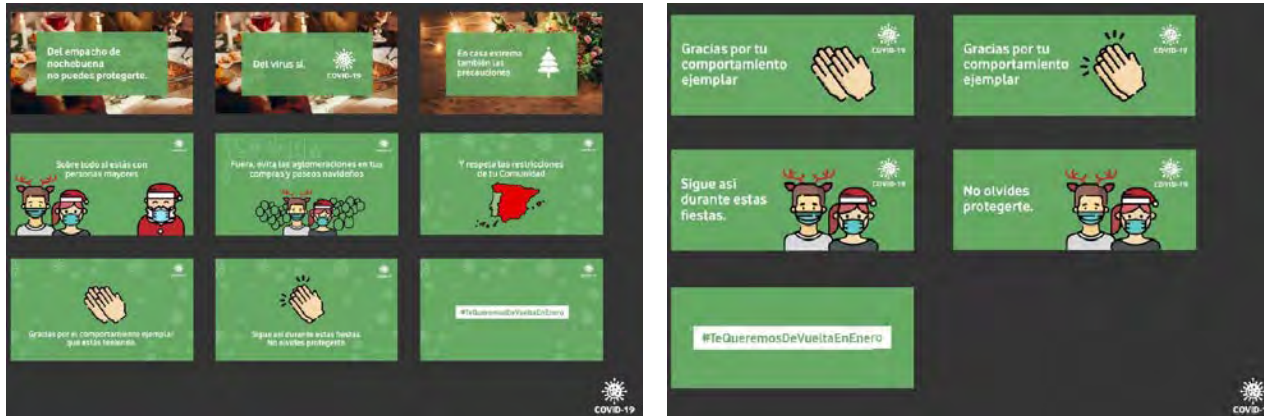 Del empacho de
nochebuena
no puedes protegerte.
Del virus sí.
COVID-19
En casa extrema
también las
precauciones
Sobre todo si estás con
personas mayores
Fuera, evita las aglomeraciones en tus
compras y paseos navideños
Y respeta las restricciones
de tu Comunidad
Gracias por el comportamiento ejemplar
que estás teniendo.
Sigue así durante estas fiestas.
No olvides protegerte.
#TeQueremosDeVueltaEnEnero
COVID-19
Gracias por tu
comportamiento
ejemplar
COVID-19
Gracias por tu
comportamiento
ejemplar
COVID-19
Sigue así
durante estas
fiestas.
COVID-19
No olvides
protegerte.
COVID-19
#TeQueremosDeVueltaEnEnero
COVID-